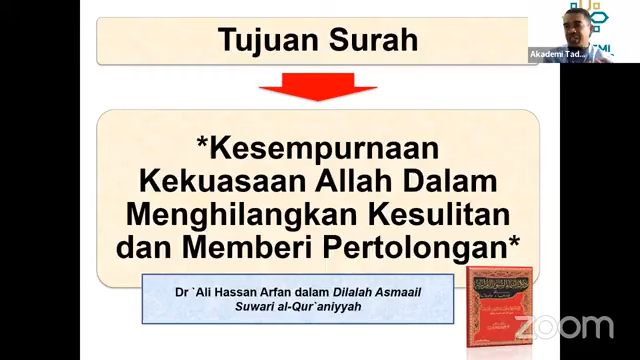 Tujuan Surah
Akademi Tad...
*Kesempurnaan
Kekuasaan Allah Dalam
Menghilangkan Kesulitan
dan Memberi Pertolongan*
Dr `Ali Hassan Arfan dalam Dilalah Asmaail
Suwari al-Qur`aniyyah
zoom